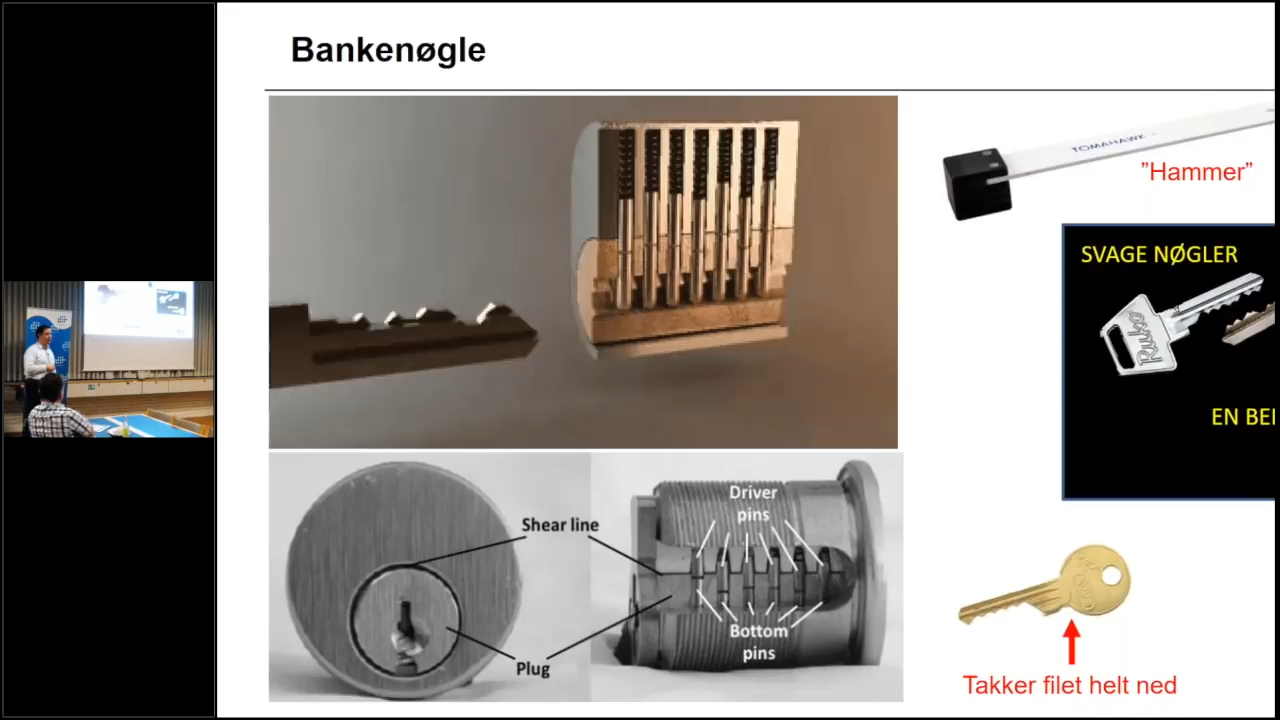 Bankenøgle
TOMAHAWK
"Hammer"
SVAGE NØGLER
Ruko
EN BE
Shear line
Plug
Driver
pins
Bottom
pins
Takker filet helt ned